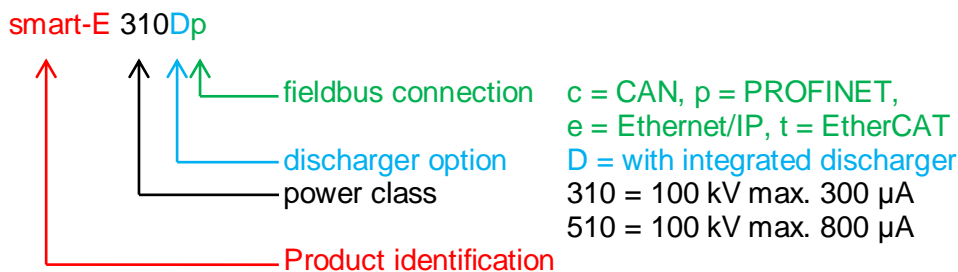 smart-E 310Dp
fieldbus connection c = CAN, p = PROFINET,
e = Ethernet/IP, t = EtherCAT
discharger option D = with integrated discharger
power class 310 = 100 kV max. 300 µA
510 = 100 kV max. 800 µA
Product identification